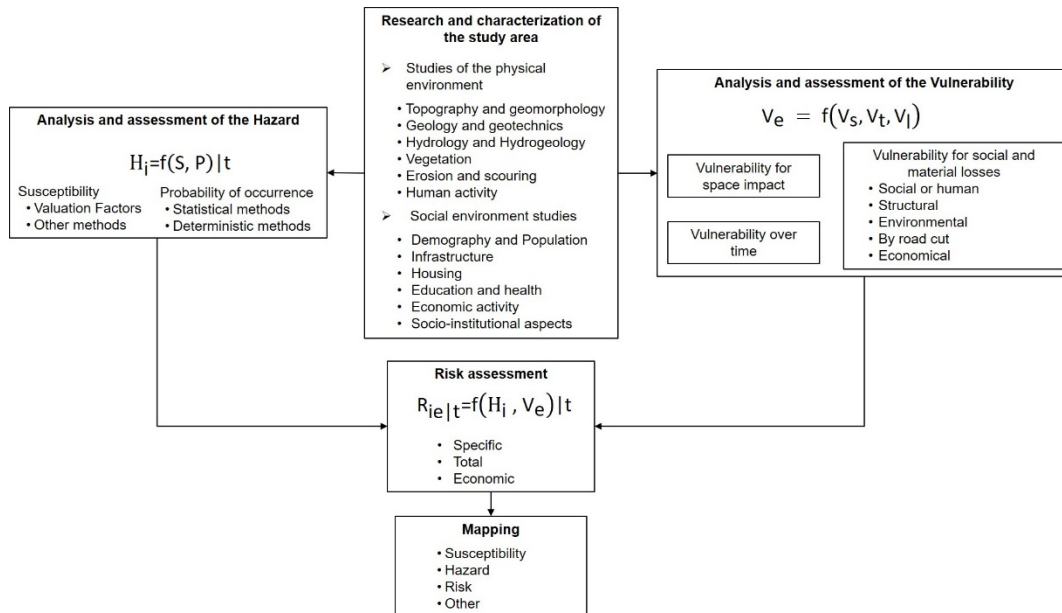 Research and characterization of
the study area
➢ Studies of the physical
environment
• Topography and geomorphology
• Geology and geotechnics
• Hydrology and Hydrogeology
• Vegetation
• Erosion and scouring
• Human activity
➢ Social environment studies
• Demography and Population
• Infrastructure
• Housing
• Education and health
• Economic activity
• Socio-institutional aspects
Analysis and assessment of the Hazard
Hi=f(S, P)|t
Susceptibility
• Valuation Factors
• Other methods
Probability of occurrence
• Statistical methods
• Deterministic methods
Analysis and assessment of the Vulnerability
Ve = f(Vs, Vt, Vl)
Vulnerability for
space impact
Vulnerability over
time
Vulnerability for social and
material losses
• Social or human
• Structural
• Environmental
• By road cut
• Economical
Risk assessment
Rie|t=f(Hi , Ve)|t
• Specific
• Total
• Economic
Mapping
• Susceptibility
• Hazard
• Risk
• Other